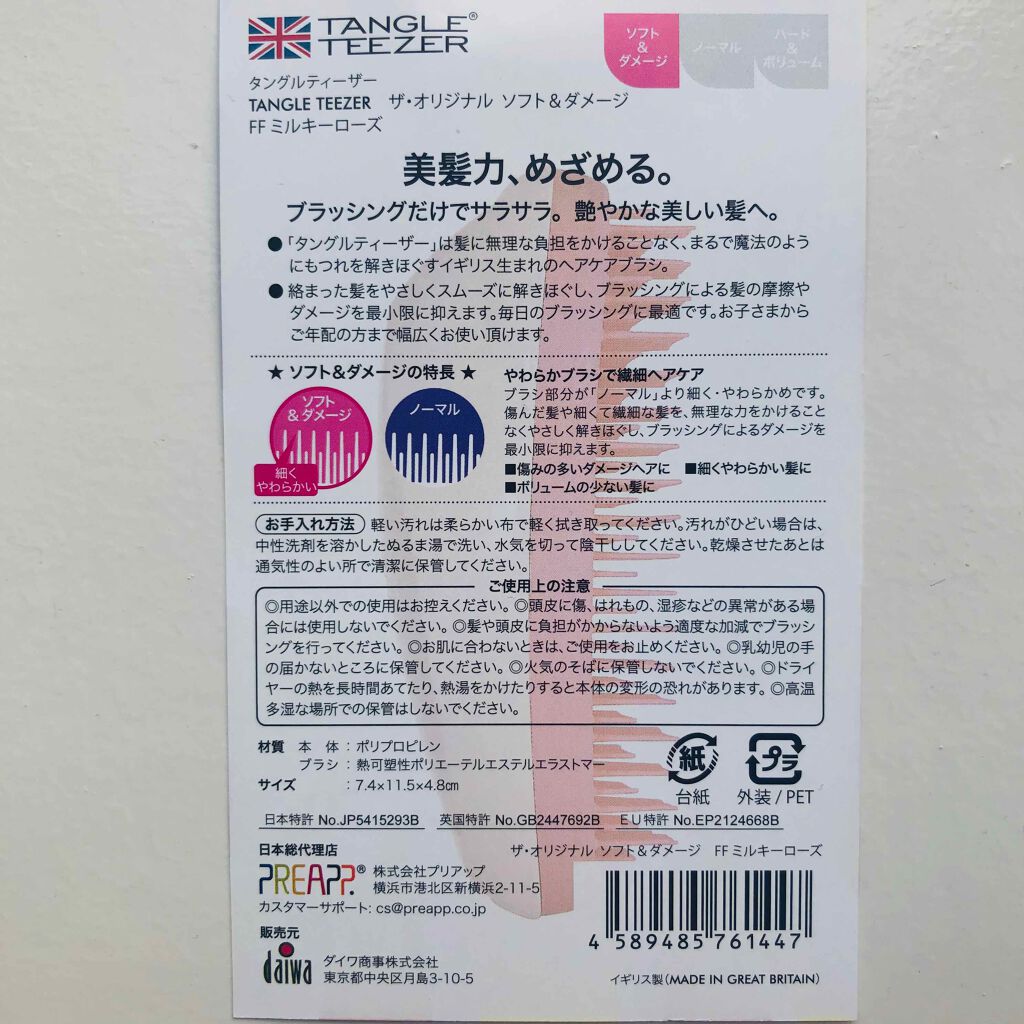 TANGLE TEEZER®
ソフト&ダメージ
ノーマル
ハード&ボリューム
タングルティーザー
TANGLE TEEZER ザ・オリジナル ソフト&ダメージ
FF ミルキーローズ
美髪力、めざめる。
ブラッシングだけでサラサラ。艶やかな美しい髪へ。
●「タングルティーザー」は髪に無理な負担をかけることなく、まるで魔法のよう
にもつれを解きほぐすイギリス生まれのヘアケアブラシ。
● 絡まった髪をやさしくスムーズに解きほぐし、ブラッシングによる髪の摩擦や
ダメージを最小限に抑えます。毎日のブラッシングに最適です。お子さまから
ご年配の方まで幅広くお使い頂けます。
★ ソフト&ダメージの特長 ★
ソフト
&ダメージ
細く
やわらかい
ノーマル
やわらかブラシで繊細ヘアケア
ブラシ部分が「ノーマル」より細く・やわらかめです。
傷んだ髪や細くて繊細な髪を、無理な力をかけること
なくやさしく解きほぐし、ブラッシングによるダメージを
最小限に抑えます。
■傷みの多いダメージヘアに ■細くやわらかい髪に
■ボリュームの少ない髪に
お手入れ方法 軽い汚れは柔らかい布で軽く拭き取ってください。汚れがひどい場合は、
中性洗剤を溶かしたぬるま湯で洗い、水気を切って陰干ししてください。乾燥させたあとは
通気性のよい所で清潔に保管してください。
ご使用上の注意
◎用途以外での使用はお控えください。◎頭皮に傷、はれもの、湿疹などの異常がある場
合には使用しないでください。◎髪や頭皮に負担がかからないよう適度な加減でブラッシ
ングを行ってください。◎お肌に合わないときは、ご使用をお止めください。◎乳幼児の手
の届かないところに保管してください。◎火気のそばに保管しないでください。◎ドライ
ヤーの熱を長時間あてたり、熱湯をかけたりすると本体の変形の恐れがあります。◎高温
多湿な場所での保管はしないでください。
材質 本 体 : ポリプロピレン
ブラシ : 熱可塑性ポリエーテルエステルエラストマー
サイズ : 7.4×11.5×4.8㎝
紙
台紙
プラ
外装 / PET
日本特許 No.JP5415293B 英国特許 No.GB2447692B EU特許 No.EP2124668B
日本総代理店
PREAPP.®
株式会社プリアップ
横浜市港北区新横浜2-11-5
カスタマーサポート: cs@preapp.co.jp
ザ・オリジナル ソフト&ダメージ FF ミルキーローズ
4 589485 761447
販売元
daiwa
ダイワ商事株式会社
東京都中央区月島3-10-5
イギリス製(MADE IN GREAT BRITAIN)